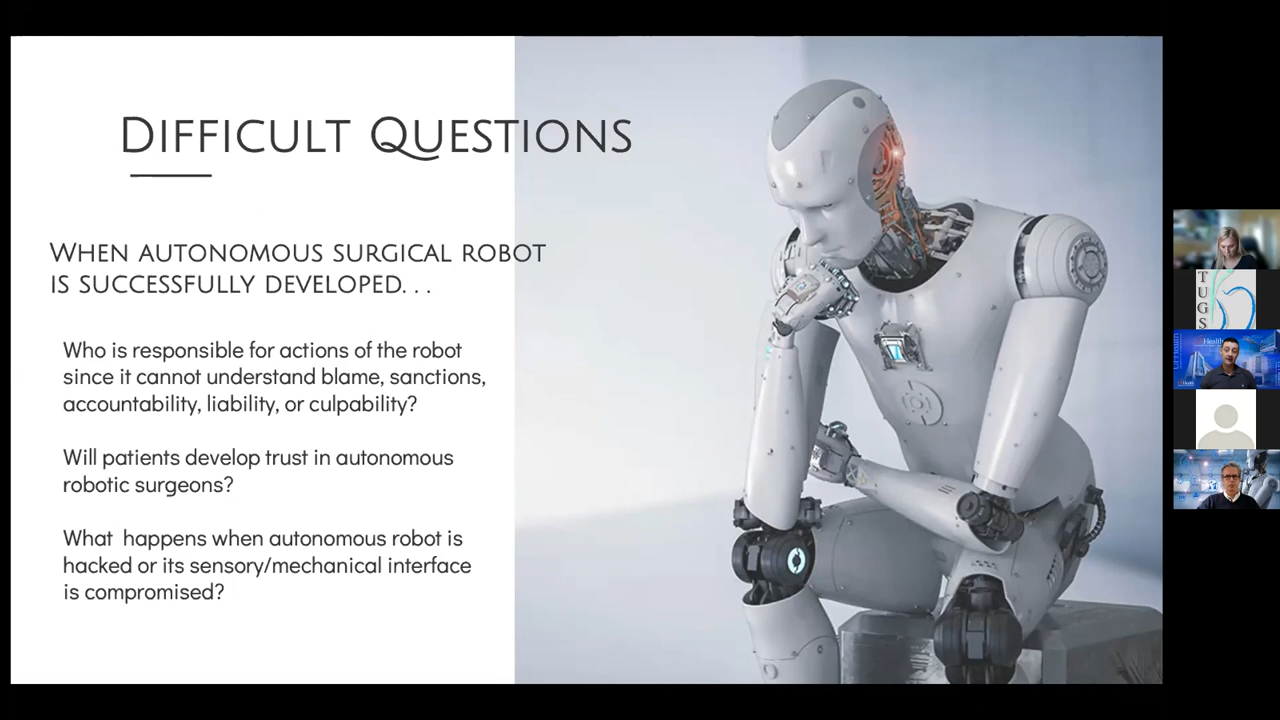 Difficult Questions
When autonomous surgical robot
is successfully developed. . .
Who is responsible for actions of the robot
since it cannot understand blame, sanctions,
accountability, liability, or culpability?
Will patients develop trust in autonomous
robotic surgeons?
What happens when autonomous robot is
hacked or its sensory/mechanical interface
is compromised?
TUGS
Health